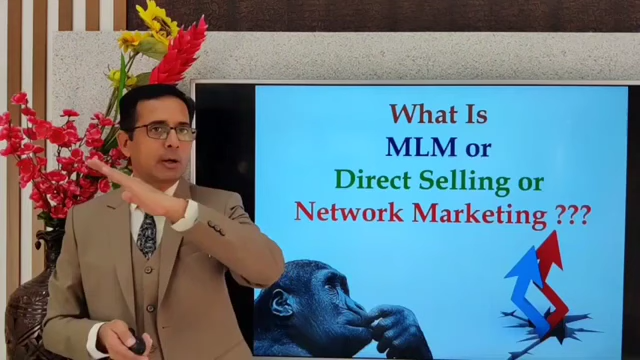 What Is
MLM or
Direct Selling or
Network Marketing ???